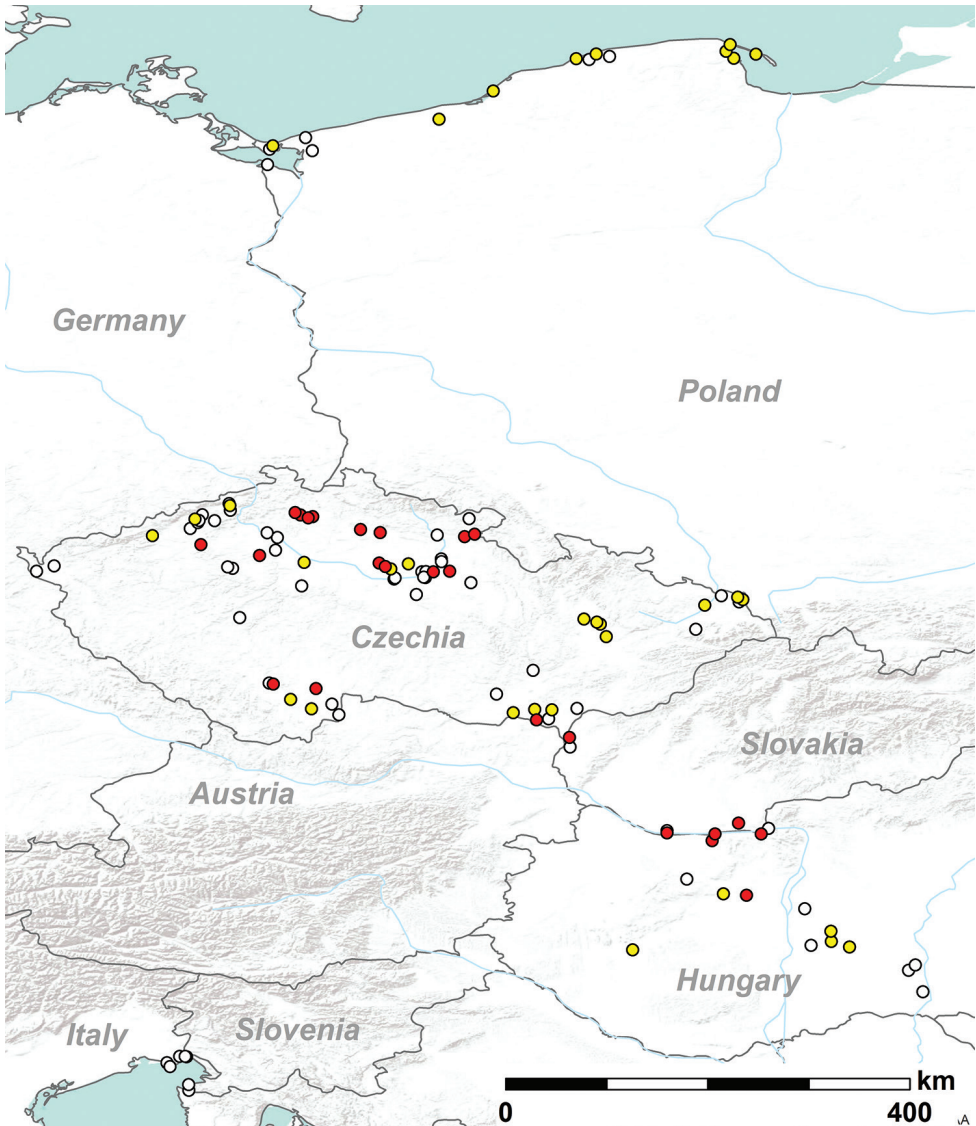 Germany
Poland
Czechia
Slovakia
Austria
Hungary
Italy
Slovenia
km
0
400